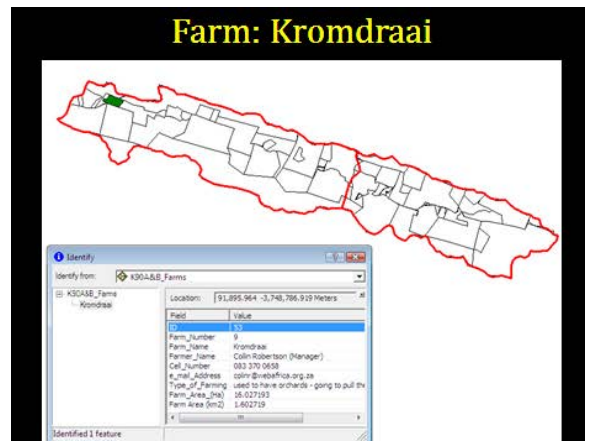 Farm: Kromdraai
Identify
Identify from: K90A&B_Farms
K90A&B_Farms
Kromdraai
Location: 91,895.964 -3,748,786.919 Meters
Field Value
ID 53
Farm_Number 9
Farm_Name Kromdraai
Farmer_Name Colin Robertson (Manager)
Cell_Number 083 370 0658
e_mail_Address colinr@webafrica.org.za
Type_of_Farming used to have orchards - going to pull the
Farm_Area_(Ha) 16.027193
Farm Area (km2) 1.602719
Identified 1 feature